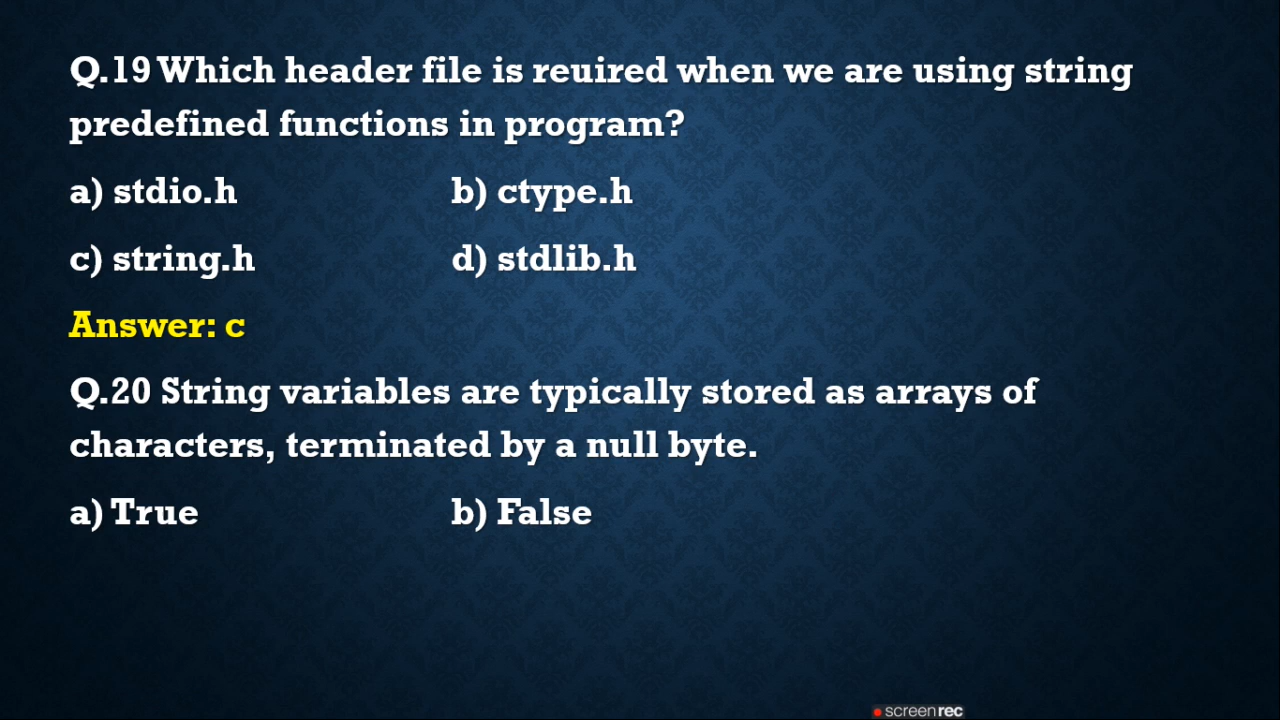 Q.19 Which header file is reuired when we are using string
predefined functions in program?
a) stdio.h b) ctype.h
c) string.h d) stdlib.h
Answer: c
Q.20 String variables are typically stored as arrays of
characters, terminated by a null byte.
a) True b) False
screenrec